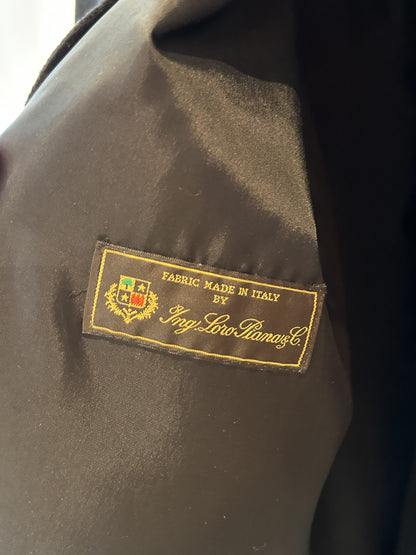 FABRIC MADE IN ITALY
BY
Ing. Loro Piana & C.